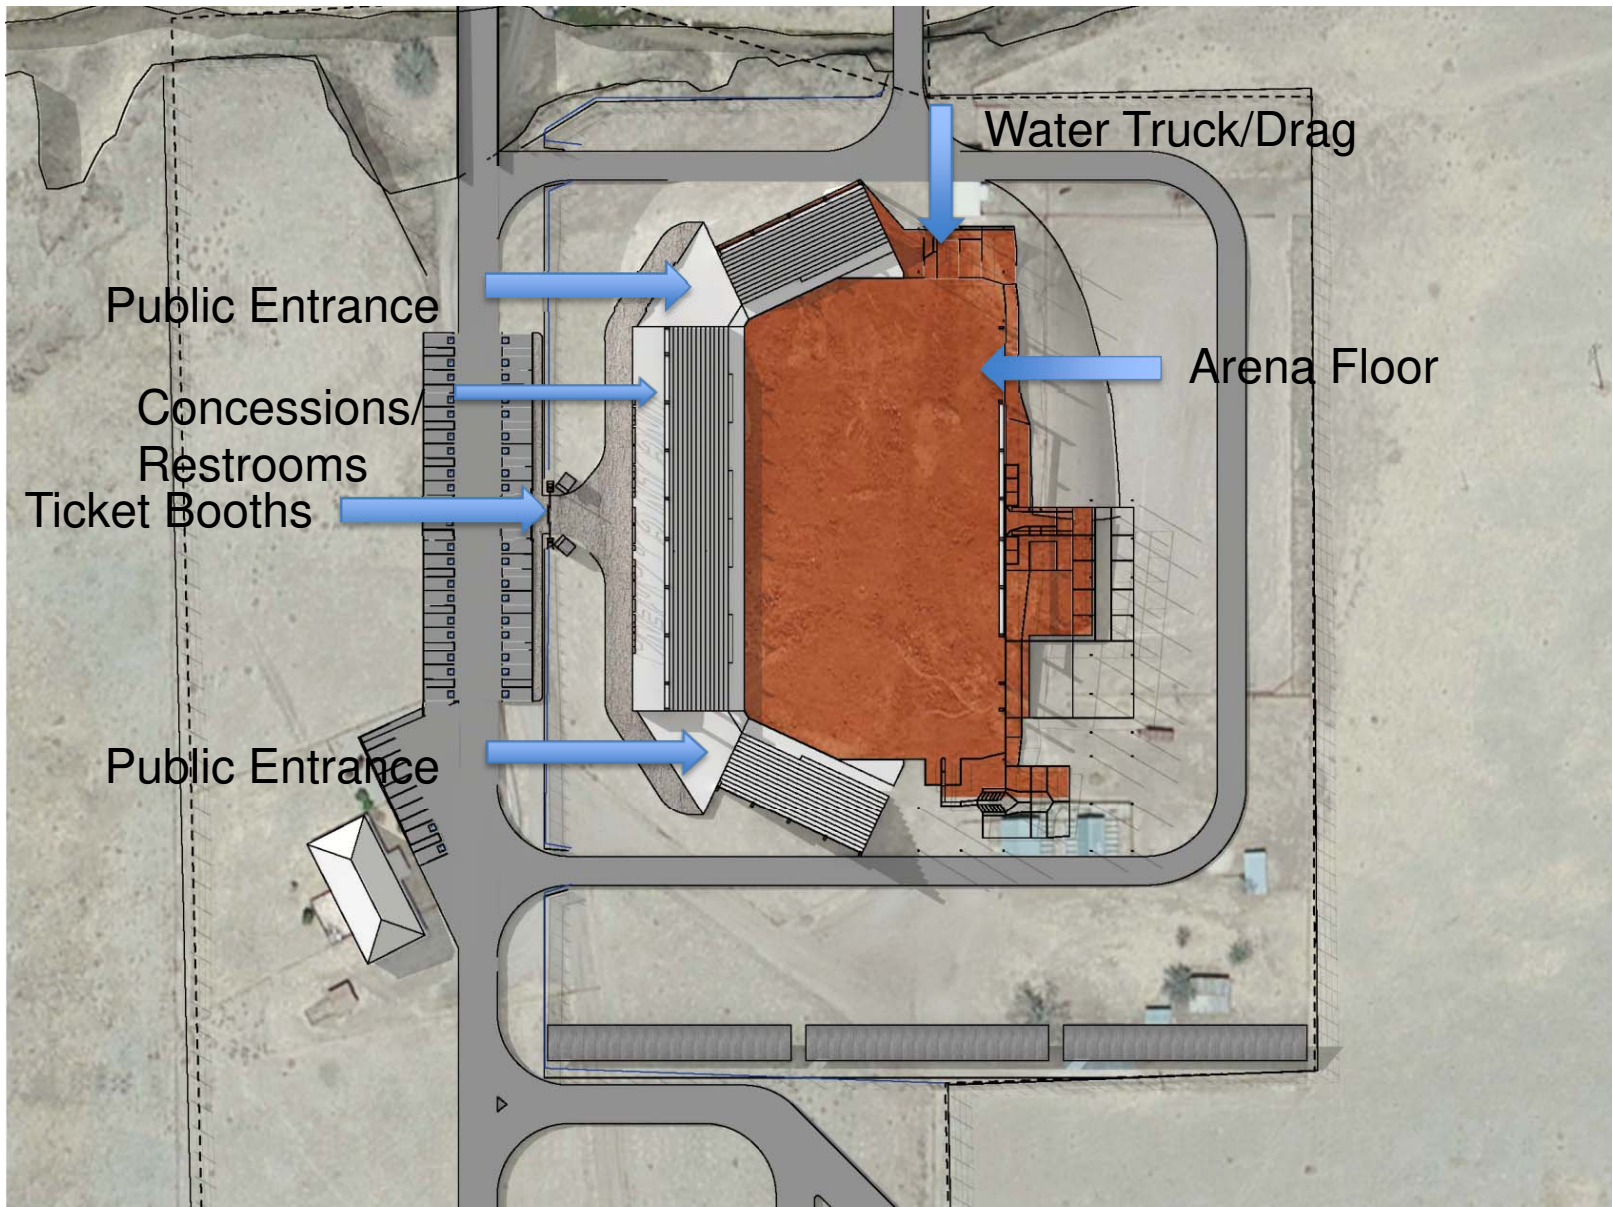 Water Truck/Drag
Public Entrance
Arena Floor
Concessions/
Restrooms
Ticket Booths
Public Entrance